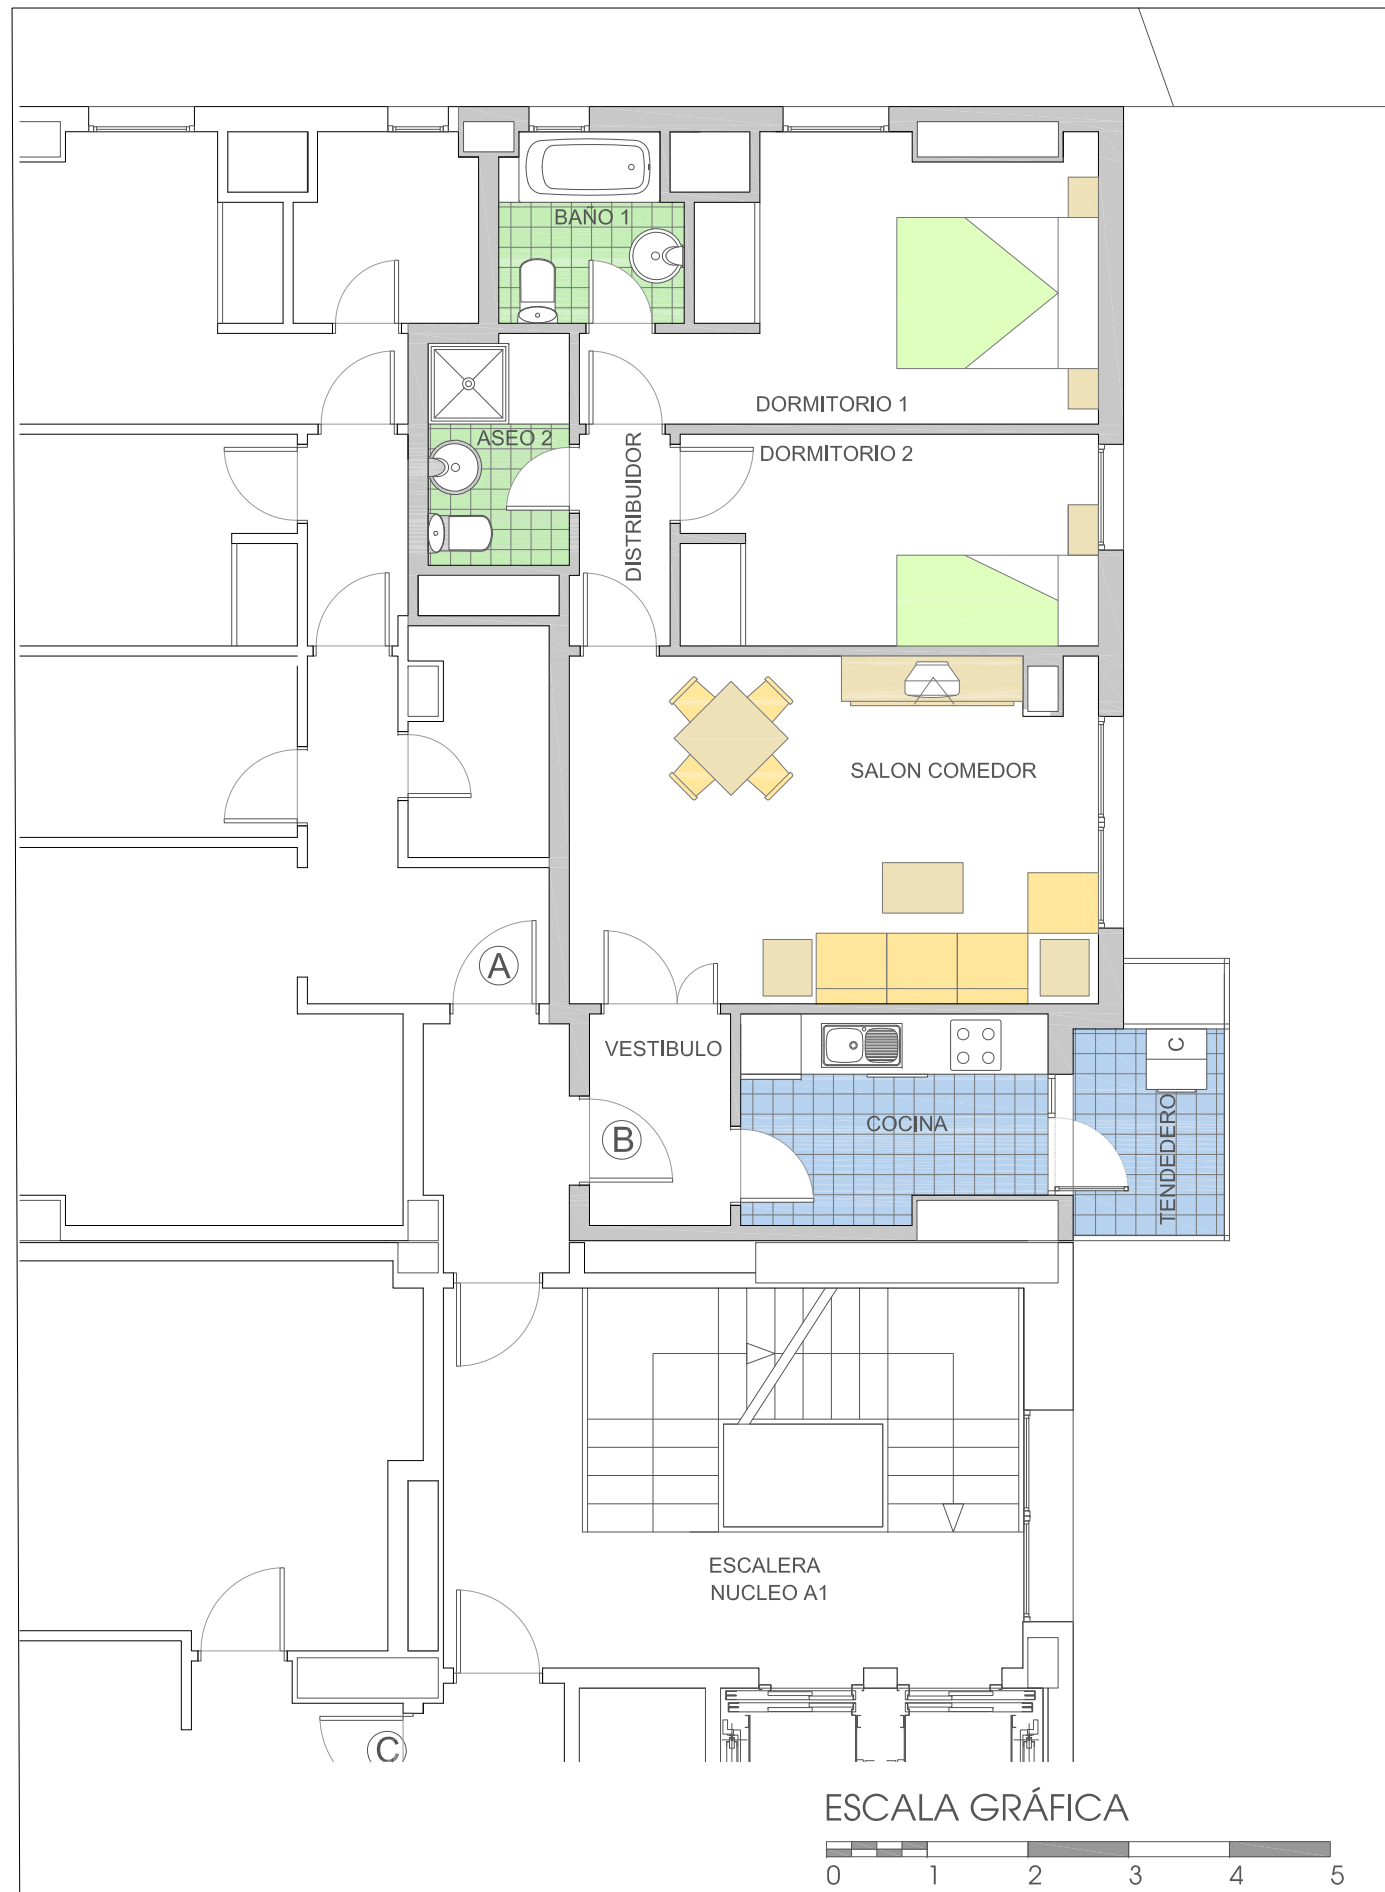 BAÑO 1
DORMITORIO 1
ASEO 2
DORMITORIO 2
DISTRIBUIDOR
SALON COMEDOR
A
VESTÍBULO
C
B
COCINA
TENDEDERO
ESCALERA
NUCLEO A1
C
ESCALA GRÁFICA
0 1 2 3 4 5